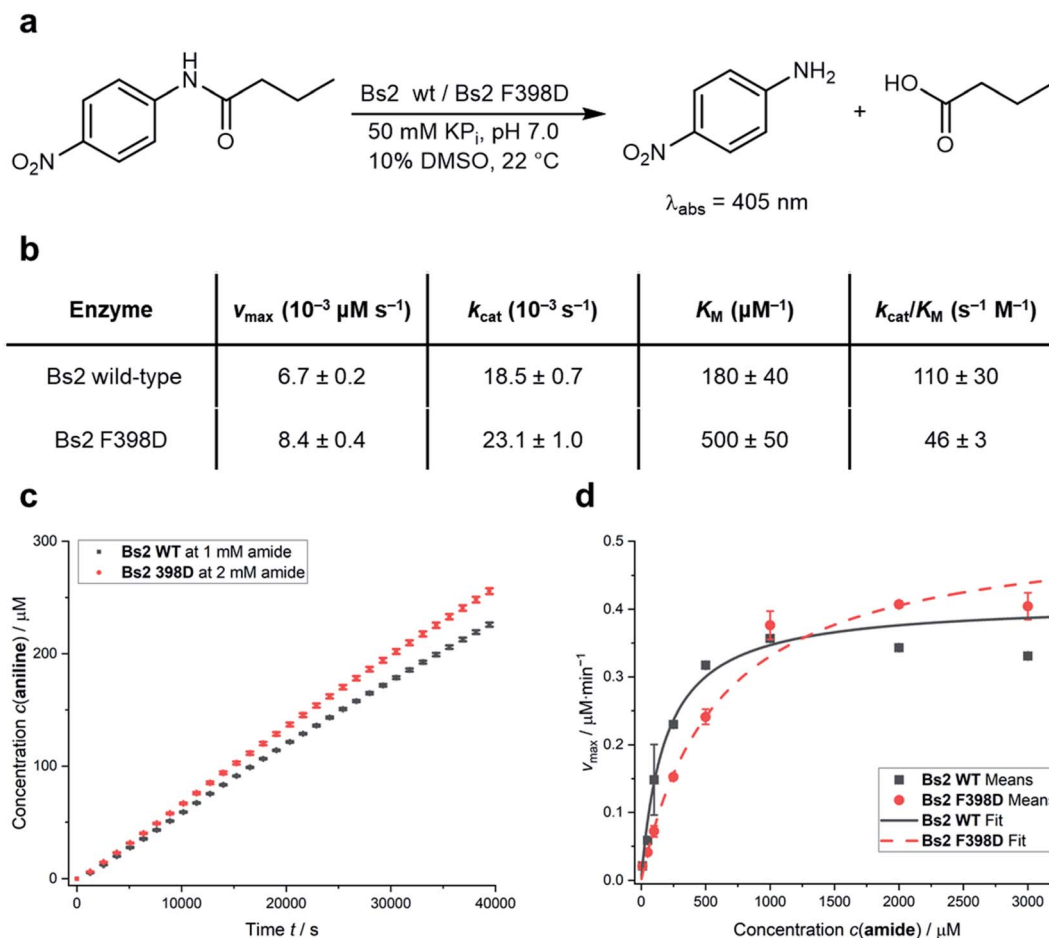 a
H
N
O
O₂N
Bs2 wt / Bs2 F398D
50 mM KPᵢ, pH 7.0
10% DMSO, 22 °C
NH₂
O₂N
+
HO
O
λabs = 405 nm
b
Enzyme vmax (10⁻³ µM s⁻¹) kcat (10⁻³ s⁻¹) KM (µM⁻¹) kcat/KM (s⁻¹ M⁻¹)
Bs2 wild-type 6.7 ± 0.2 18.5 ± 0.7 180 ± 40 110 ± 30
Bs2 F398D 8.4 ± 0.4 23.1 ± 1.0 500 ± 50 46 ± 3
c
Concentration c(aniline) / µM
300
200
100
0
Bs2 WT at 1 mM amide
Bs2 398D at 2 mM amide
0 10000 20000 30000 40000
Time t / s
d
vmax / µM·min⁻¹
0.5
0.4
0.3
0.2
0.1
0.0
Bs2 WT Means
Bs2 F398D Means
Bs2 WT Fit
Bs2 F398D Fit
0 500 1000 1500 2000 2500 3000
Concentration c(amide) / µM